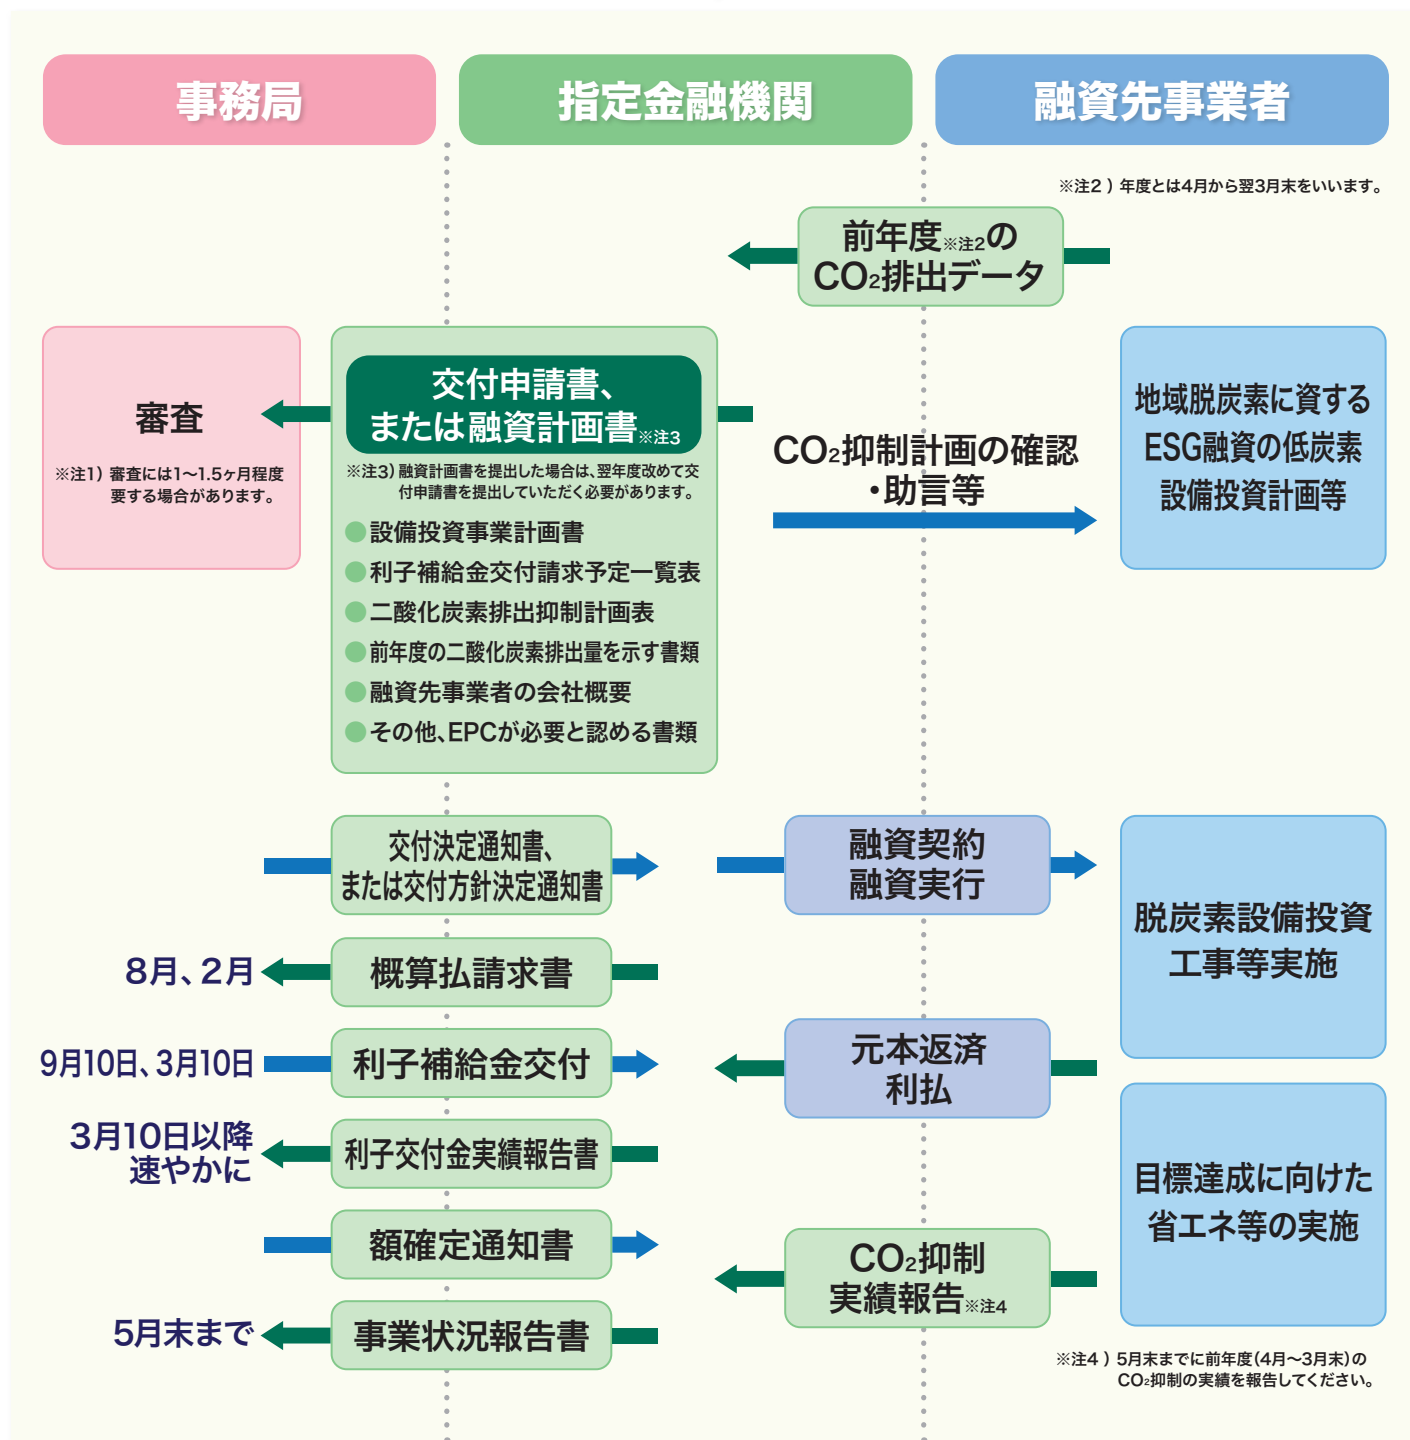 事務局
指定金融機関
融資先事業者
※注2）年度とは4月から翌3月末をいいます。
前年度※注2の
CO₂排出データ
審査
※注1）審査には1〜1.5ヶ月程度
要する場合があります。
交付申請書、
または融資計画書※注3
※注3）融資計画書を提出した場合は、翌年度改めて交
付申請書を提出していただく必要があります。
●設備投資事業計画書
●利子補給金交付請求予定一覧表
●二酸化炭素排出抑制計画表
●前年度の二酸化炭素排出量を示す書類
●融資先事業者の会社概要
●その他、EPCが必要と認める書類
CO₂抑制計画の確認
・助言等
地域脱炭素に資する
ESG融資の低炭素
設備投資計画等
交付決定通知書、
または交付方針決定通知書
融資契約
融資実行
脱炭素設備投資
工事等実施
8月、2月
概算払請求書
9月10日、3月10日
利子補給金交付
元本返済
利払
3月10日以降
速やかに
利子交付金実績報告書
目標達成に向けた
省エネ等の実施
額確定通知書
CO₂抑制
実績報告※注4
5月末まで
事業状況報告書
※注4）5月末までに前年度（4月〜3月末）の
CO₂抑制の実績を報告してください。